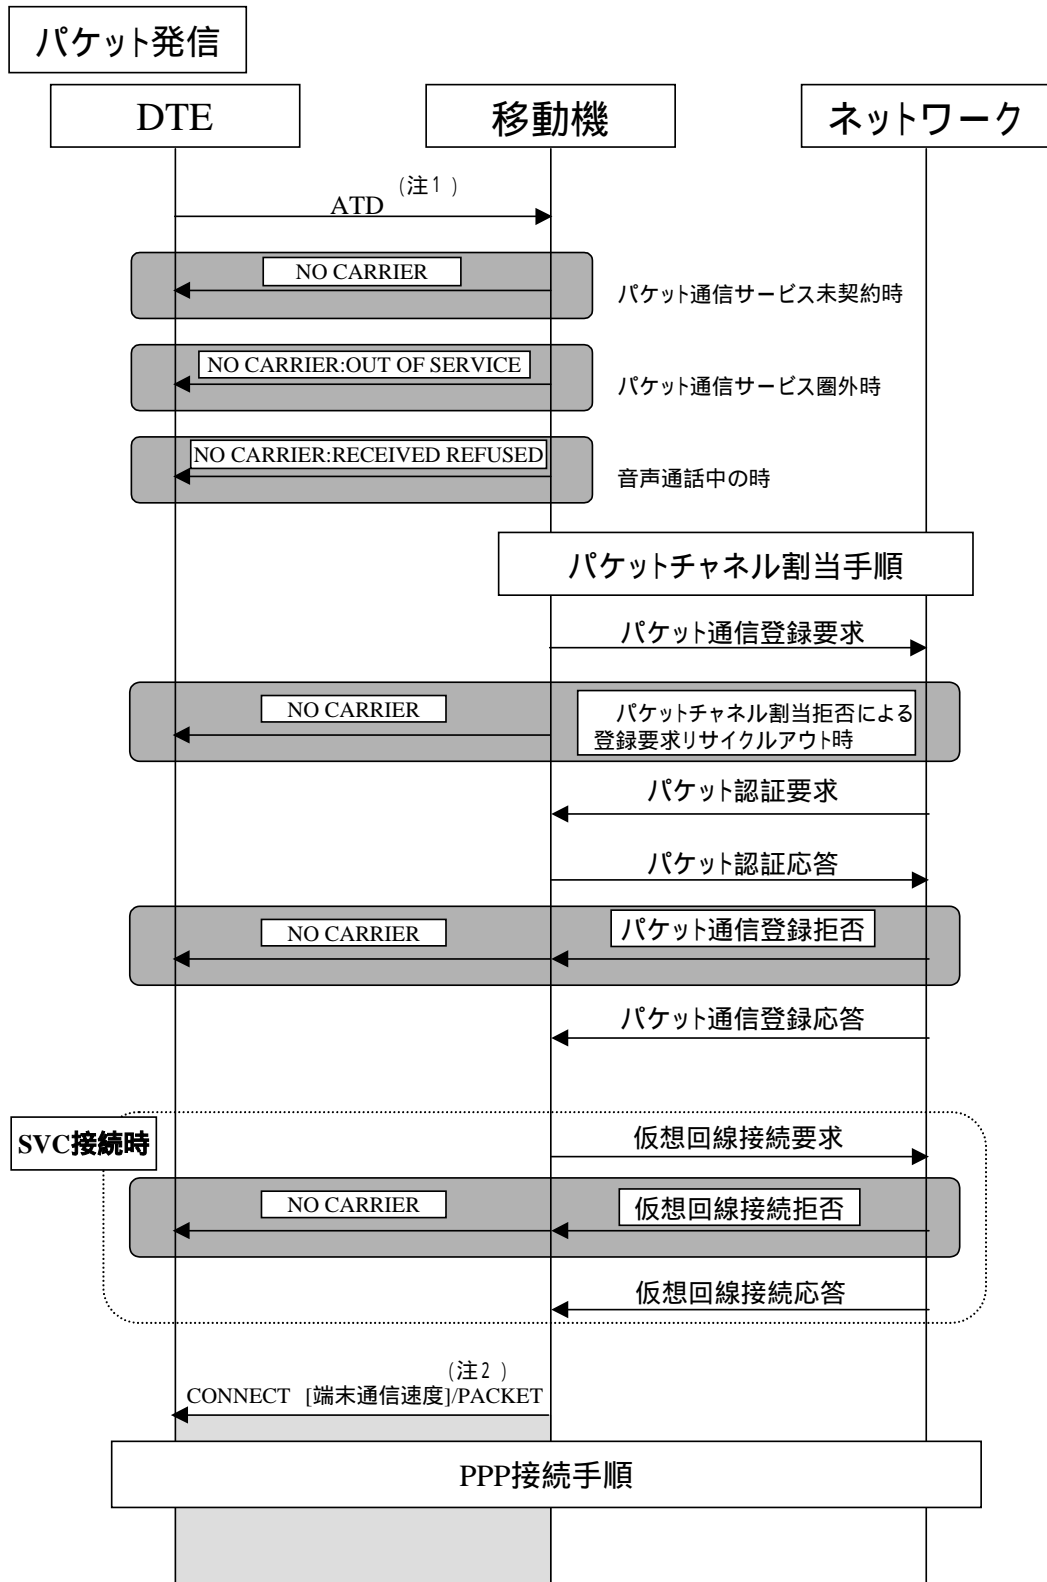 パケット発信
DTE
移動機
ネットワーク
(注1)
ATD
NO CARRIER
パケット通信サービス未契約時
NO CARRIER:OUT OF SERVICE
パケット通信サービス圏外時
NO CARRIER:RECEIVED REFUSED
音声通話中の時
パケットチャネル割当手順
パケット通信登録要求
NO CARRIER
パケットチャネル割当拒否による
登録要求リサイクルアウト時
パケット認証要求
パケット認証応答
NO CARRIER
パケット通信登録拒否
パケット通信登録応答
SVC接続時
仮想回線接続要求
NO CARRIER
仮想回線接続拒否
仮想回線接続応答
(注2)
CONNECT [端末通信速度]/PACKET
PPP接続手順